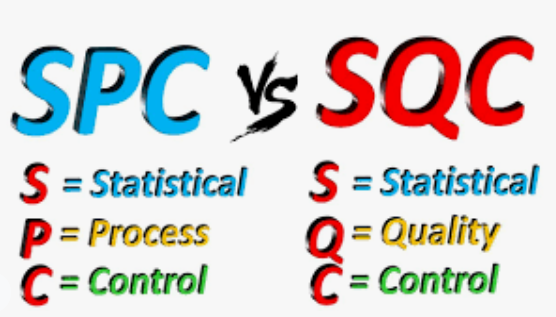 SPC vs SQC
S = Statistical
P = Process
C = Control
S = Statistical
Q = Quality
C = Control